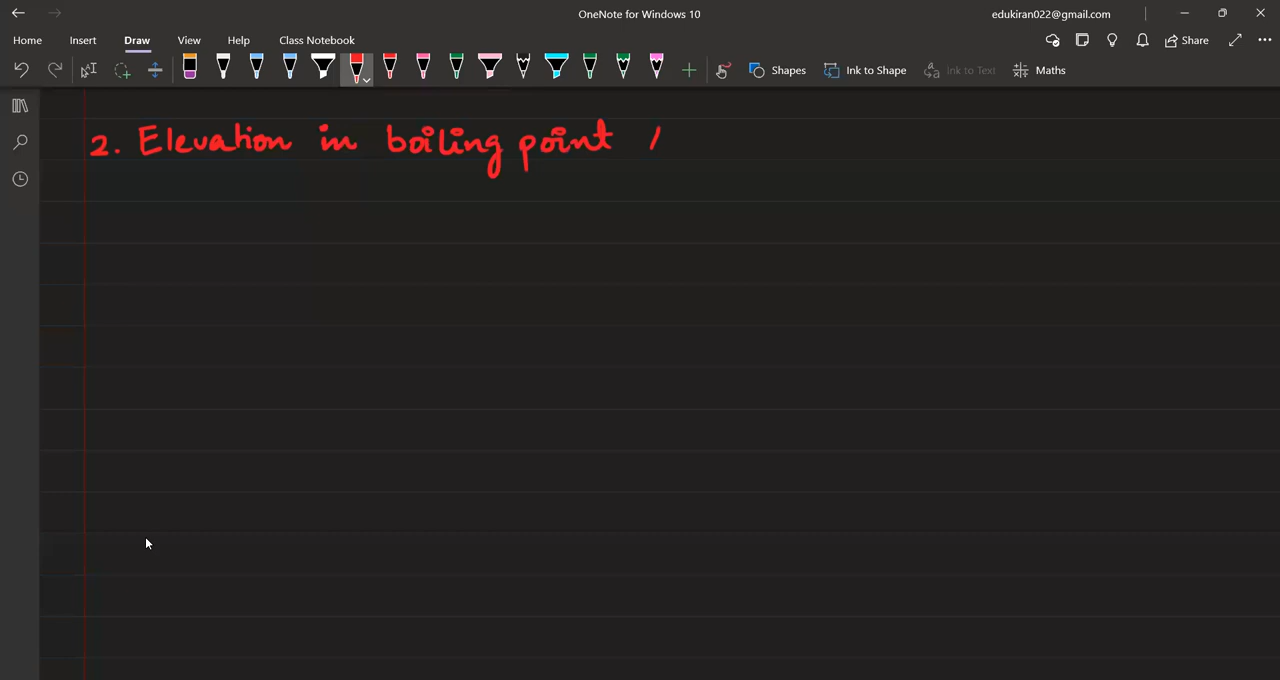 OneNote for Windows 10
edukiran022@gmail.com
Home Insert Draw View Help Class Notebook
Share
Shapes Ink to Shape Ink to Text Maths
2. Elevation in boiling point /